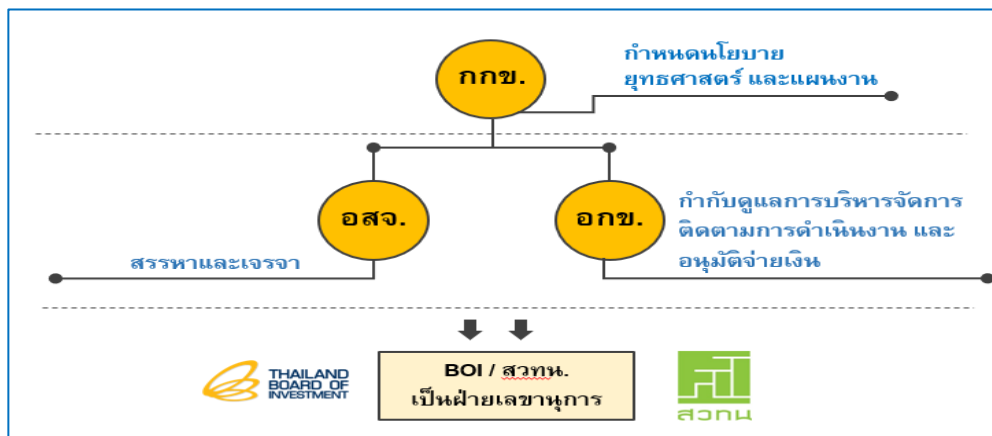 กกข.
กำหนดนโยบาย
ยุทธศาสตร์ และแผนงาน
อสจ.
อกข.
กำกับดูแลการบริหารจัดการ
ติดตามการดำเนินงาน และ
อนุมัติจ่ายเงิน
สรรหาและเจรจา
THAILAND
BOARD OF
INVESTMENT
BOI / สวทน.
เป็นฝ่ายเลขานุการ
สวทน